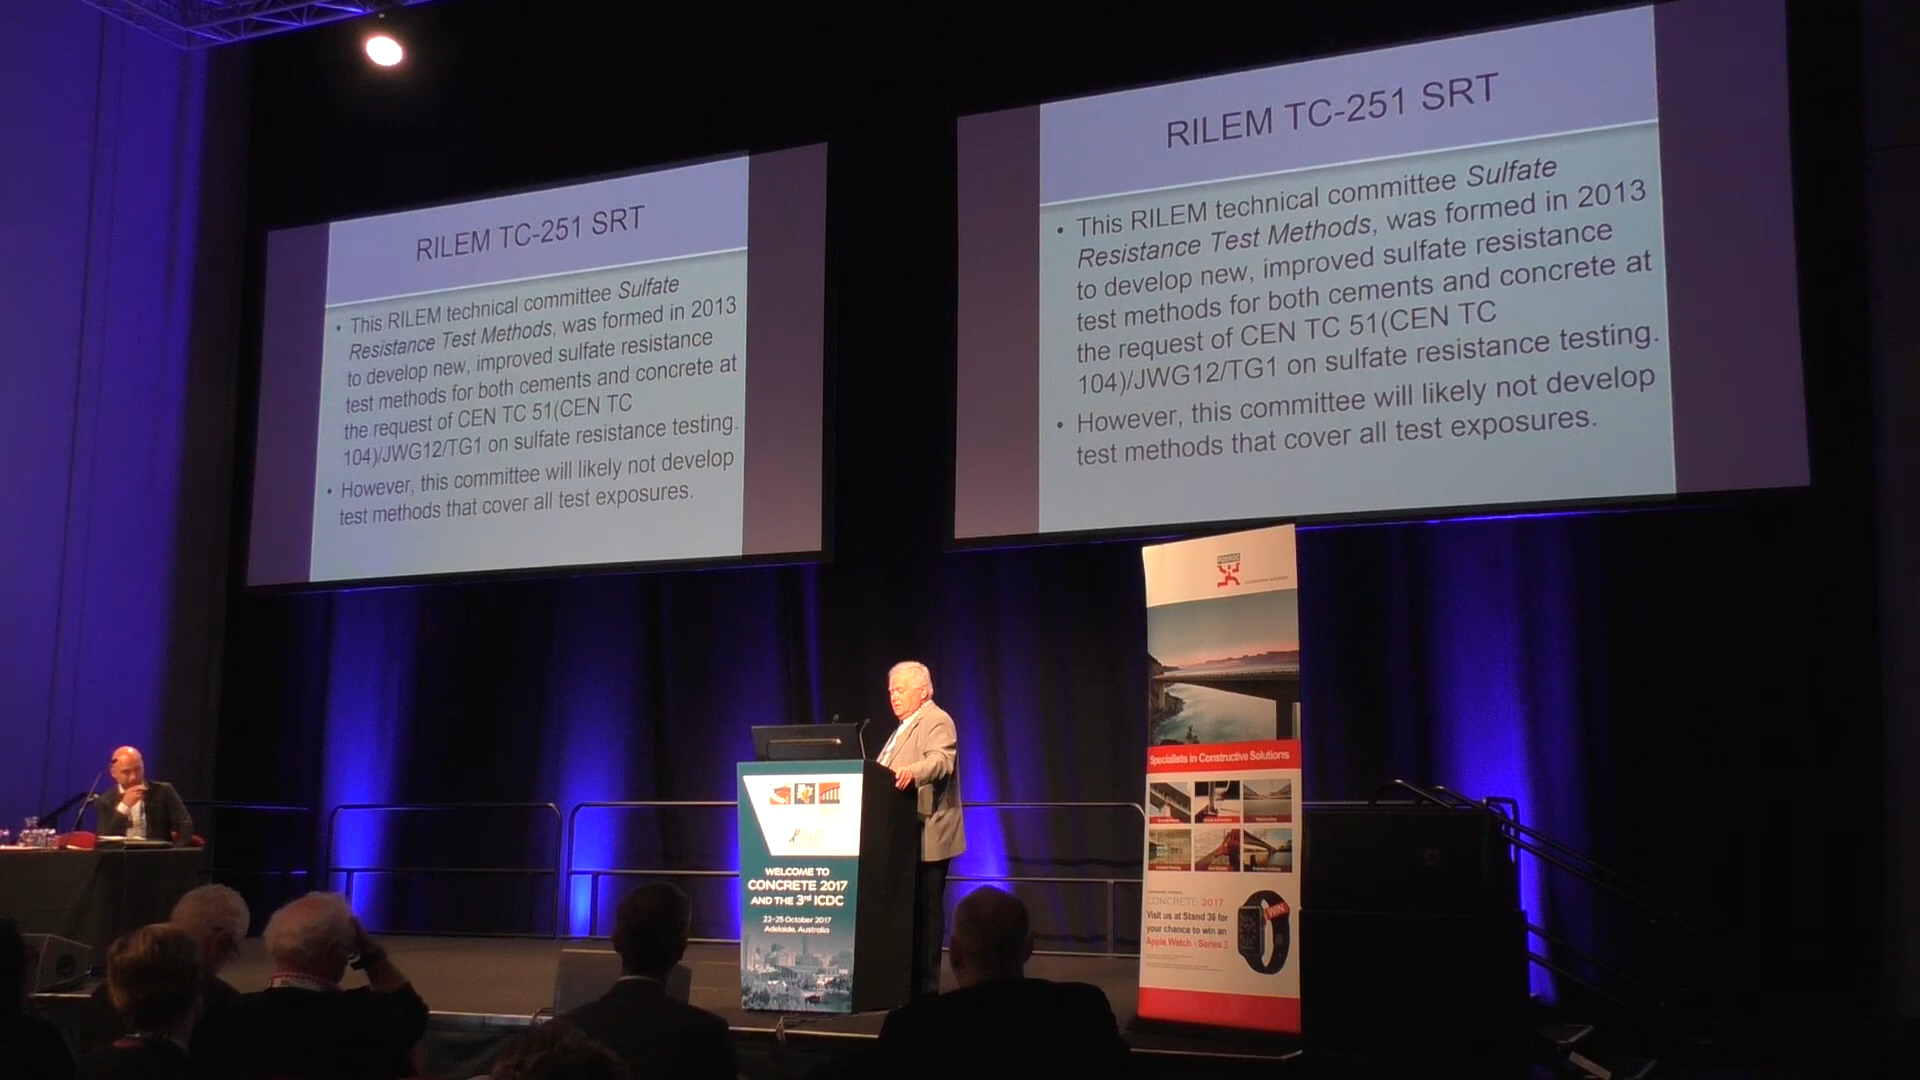 RILEM TC-251 SRT
• This RILEM technical committee Sulfate
Resistance Test Methods, was formed in 2013
to develop new, improved sulfate resistance
test methods for both cements and concrete at
the request of CEN TC 51(CEN TC
104)/JWG12/TG1 on sulfate resistance testing.
• However, this committee will likely not develop
test methods that cover all test exposures.
RILEM TC-251 SRT
• This RILEM technical committee Sulfate
Resistance Test Methods, was formed in 2013
to develop new, improved sulfate resistance
test methods for both cements and concrete at
the request of CEN TC 51(CEN TC
104)/JWG12/TG1 on sulfate resistance testing.
• However, this committee will likely not develop
test methods that cover all test exposures.
WELCOME TO
CONCRETE 2017
AND THE 3rd ICDC
22-25 October 2017
Adelaide, Australia
Specialists in Constructive Solutions
CONCRETE 2017
Visit us at Stand 36 for
your chance to win an
Apple Watch - Series 3
WIN